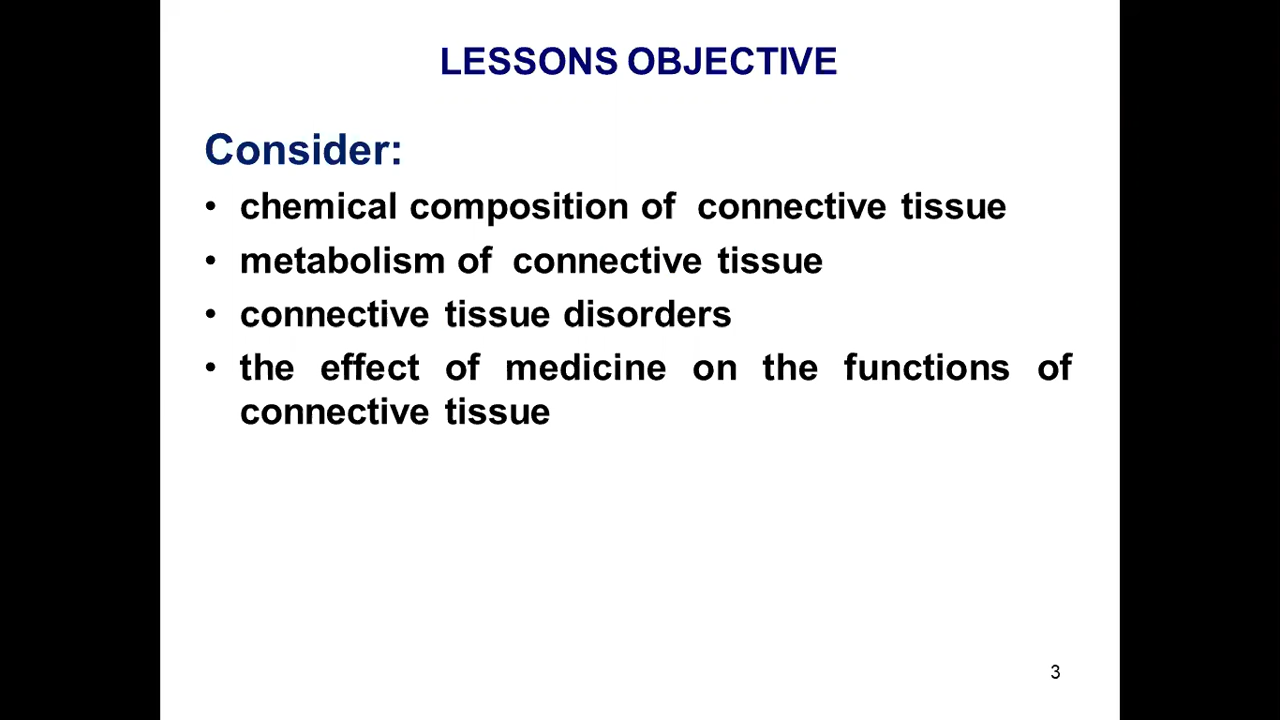 LESSONS OBJECTIVE
Consider:
• chemical composition of connective tissue
• metabolism of connective tissue
• connective tissue disorders
• the effect of medicine on the functions of
connective tissue
3